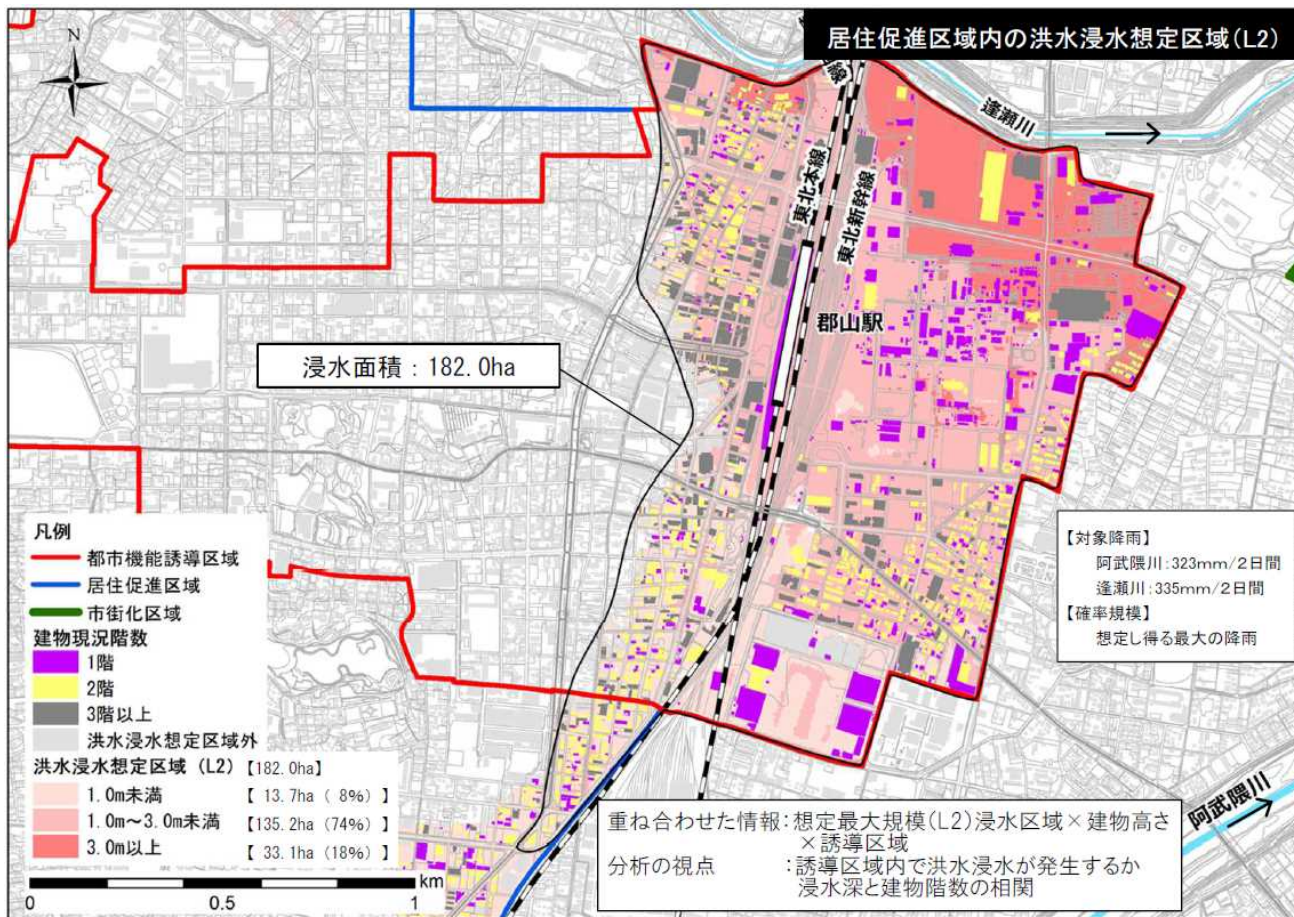 居住促進区域内の洪水浸水想定区域(L2)
N
逢瀬川
東北本線
東北新幹線
郡山駅
浸水面積：182.0ha
凡例
都市機能誘導区域
居住促進区域
市街化区域
建物現況階数
1階
2階
3階以上
洪水浸水想定区域外
洪水浸水想定区域（L2）【182.0ha】
1.0m未満 【 13.7ha（ 8%）】
1.0m～3.0m未満 【135.2ha（74%）】
3.0m以上 【 33.1ha（18%）】
0 0.5 1 km
【対象降雨】
阿武隈川：323mm/2日間
逢瀬川：335mm/2日間
【確率規模】
想定し得る最大の降雨
阿武隈川
重ね合わせた情報：想定最大規模(L2)浸水区域×建物高さ
×誘導区域
分析の視点 ：誘導区域内で洪水浸水が発生するか
浸水深と建物階数の相関